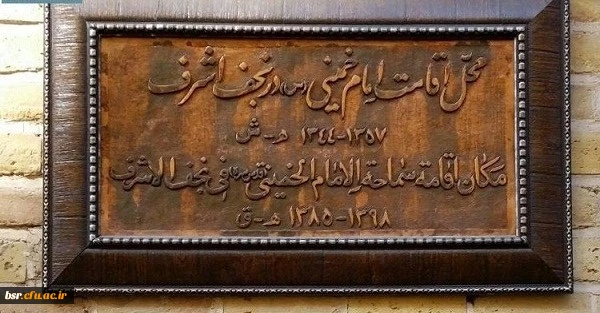 محل اقامت امام خمینی (س) در نجف اشرف
۱۳۴۴-۱۳۵۷ هـ-ش
مکان اقامة سماحة الامام الخمینی (قدس سره) فی نجف الاشرف
۱۳۸۵-۱۳۹۸ هـ-ق
bsr.cfu.ac.ir